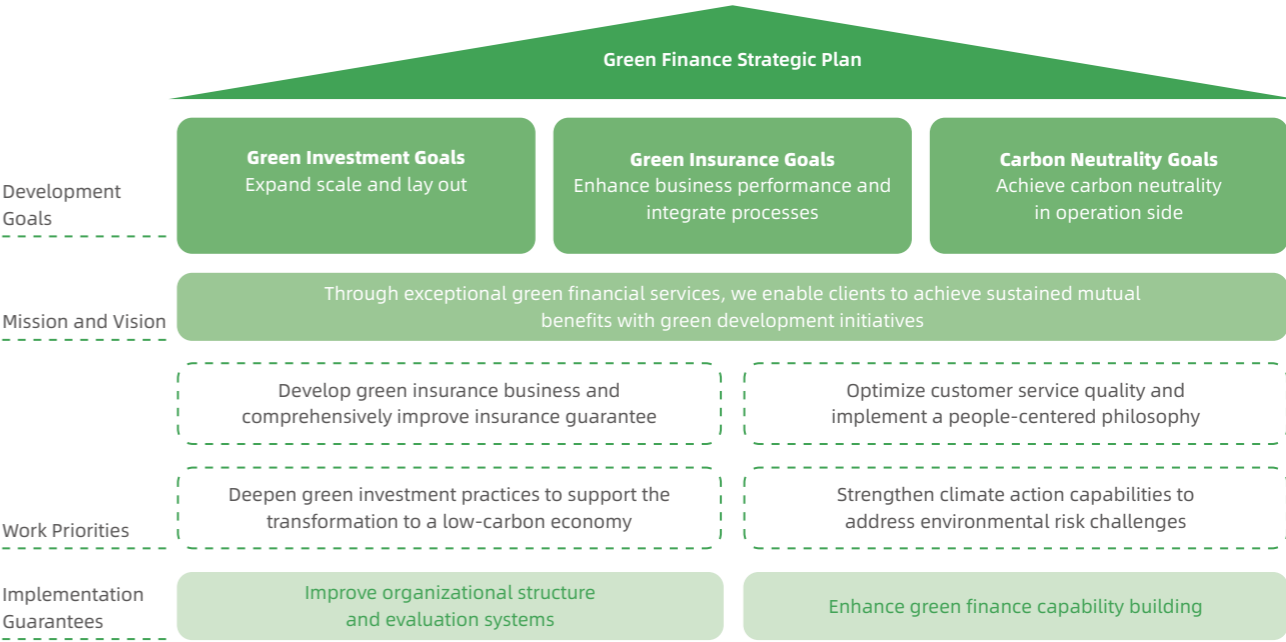 Green Finance Strategic Plan
Development
Goals
Green Investment Goals
Expand scale and lay out
Green Insurance Goals
Enhance business performance and
integrate processes
Carbon Neutrality Goals
Achieve carbon neutrality
in operation side
Mission and Vision
Through exceptional green financial services, we enable clients to achieve sustained mutual
benefits with green development initiatives
Work Priorities
Develop green insurance business and
comprehensively improve insurance guarantee
Optimize customer service quality and
implement a people-centered philosophy
Deepen green investment practices to support the
transformation to a low-carbon economy
Strengthen climate action capabilities to
address environmental risk challenges
Implementation
Guarantees
Improve organizational structure
and evaluation systems
Enhance green finance capability building